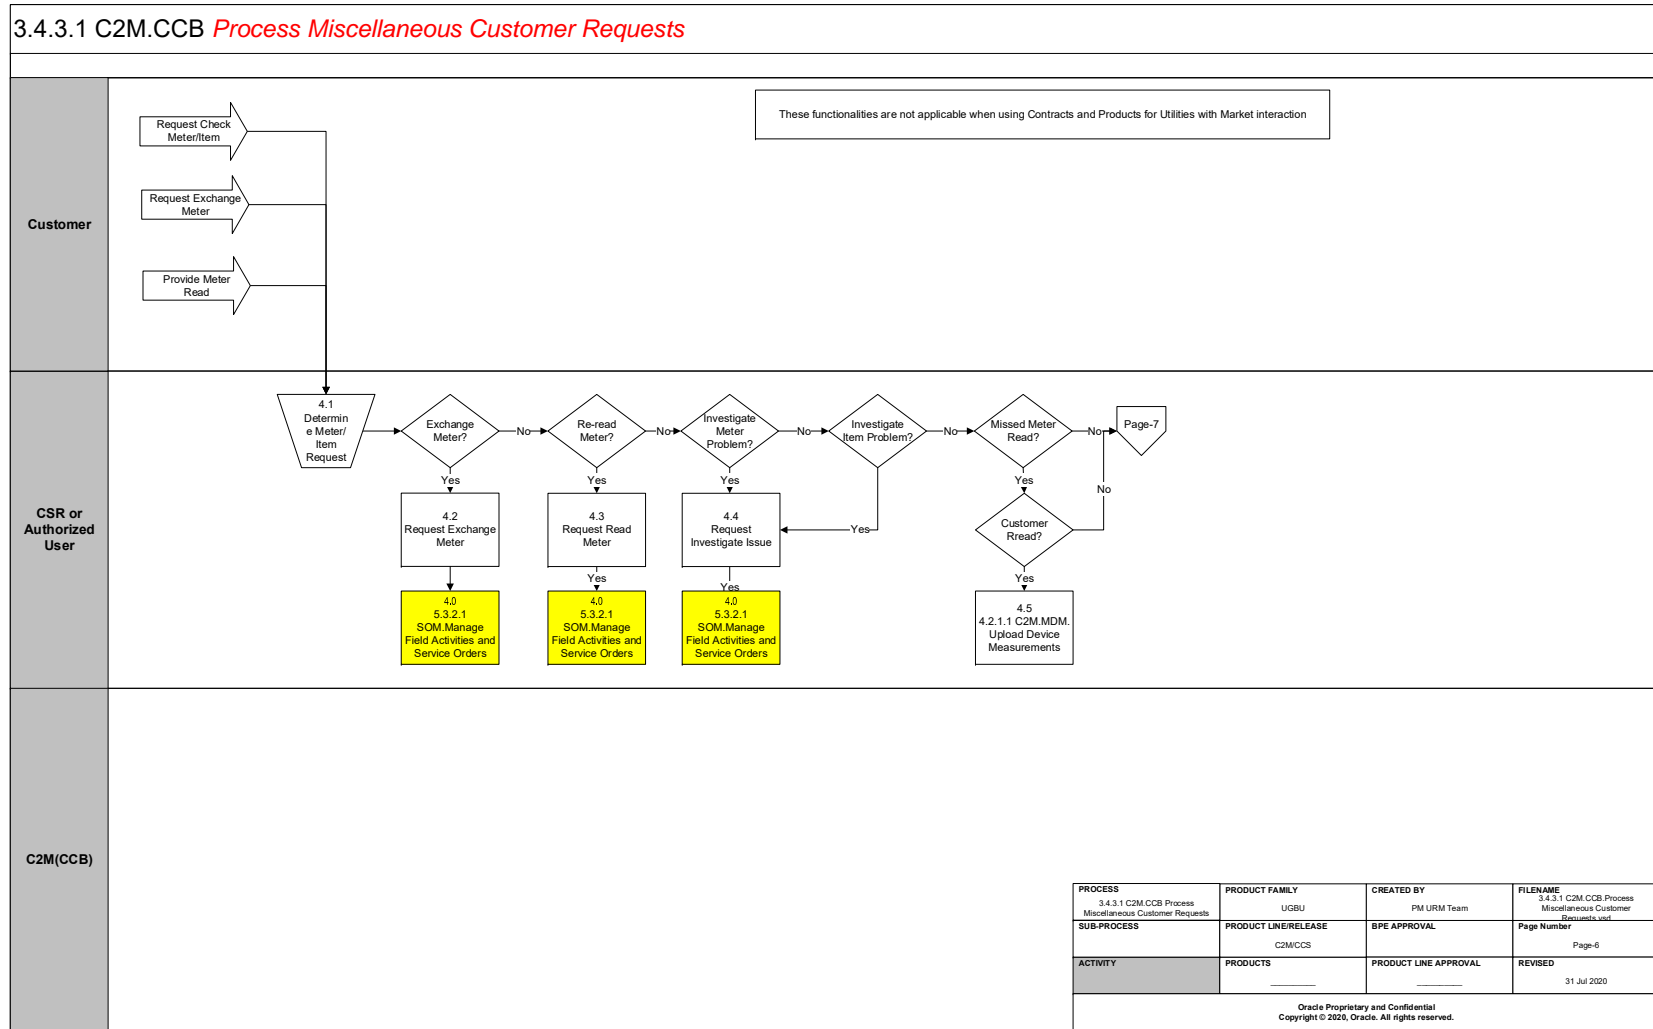 3.4.3.1 C2M.CCB Process Miscellaneous Customer Requests
These functionalities are not applicable when using Contracts and Products for Utilities with Market interaction
Customer
Request Check
Meter/Item
Request Exchange
Meter
Provide Meter
Read
CSR or
Authorized
User
4.1
Determin
e Meter/
Item
Request
Exchange
Meter?
No
Re-read
Meter?
No
Investigate
Meter
Problem?
No
Investigate
Item Problem?
No
Missed Meter
Read?
No
Page-7
Yes
Yes
Yes
Yes
No
4.2
Request Exchange
Meter
4.3
Request Read
Meter
4.4
Request
Investigate Issue
Yes
Customer
Rread?
Yes
Yes
Yes
4.0
5.3.2.1
SOM.Manage
Field Activities and
Service Orders
4.0
5.3.2.1
SOM.Manage
Field Activities and
Service Orders
4.0
5.3.2.1
SOM.Manage
Field Activities and
Service Orders
4.5
4.2.1.1 C2M.MDM.
Upload Device
Measurements
C2M(CCB)
PROCESS
3.4.3.1 C2M.CCB Process
Miscellaneous Customer Requests
PRODUCT FAMILY
UGBU
CREATED BY
PM URM Team
FILENAME
3.4.3.1 C2M.CCB.Process
Miscellaneous Customer
Requests.vsd
SUB-PROCESS
PRODUCT LINE/RELEASE
C2M/CCS
BPE APPROVAL
Page Number
Page-6
ACTIVITY
PRODUCTS
PRODUCT LINE APPROVAL
REVISED
31 Jul 2020
Oracle Proprietary and Confidential
Copyright © 2020, Oracle. All rights reserved.